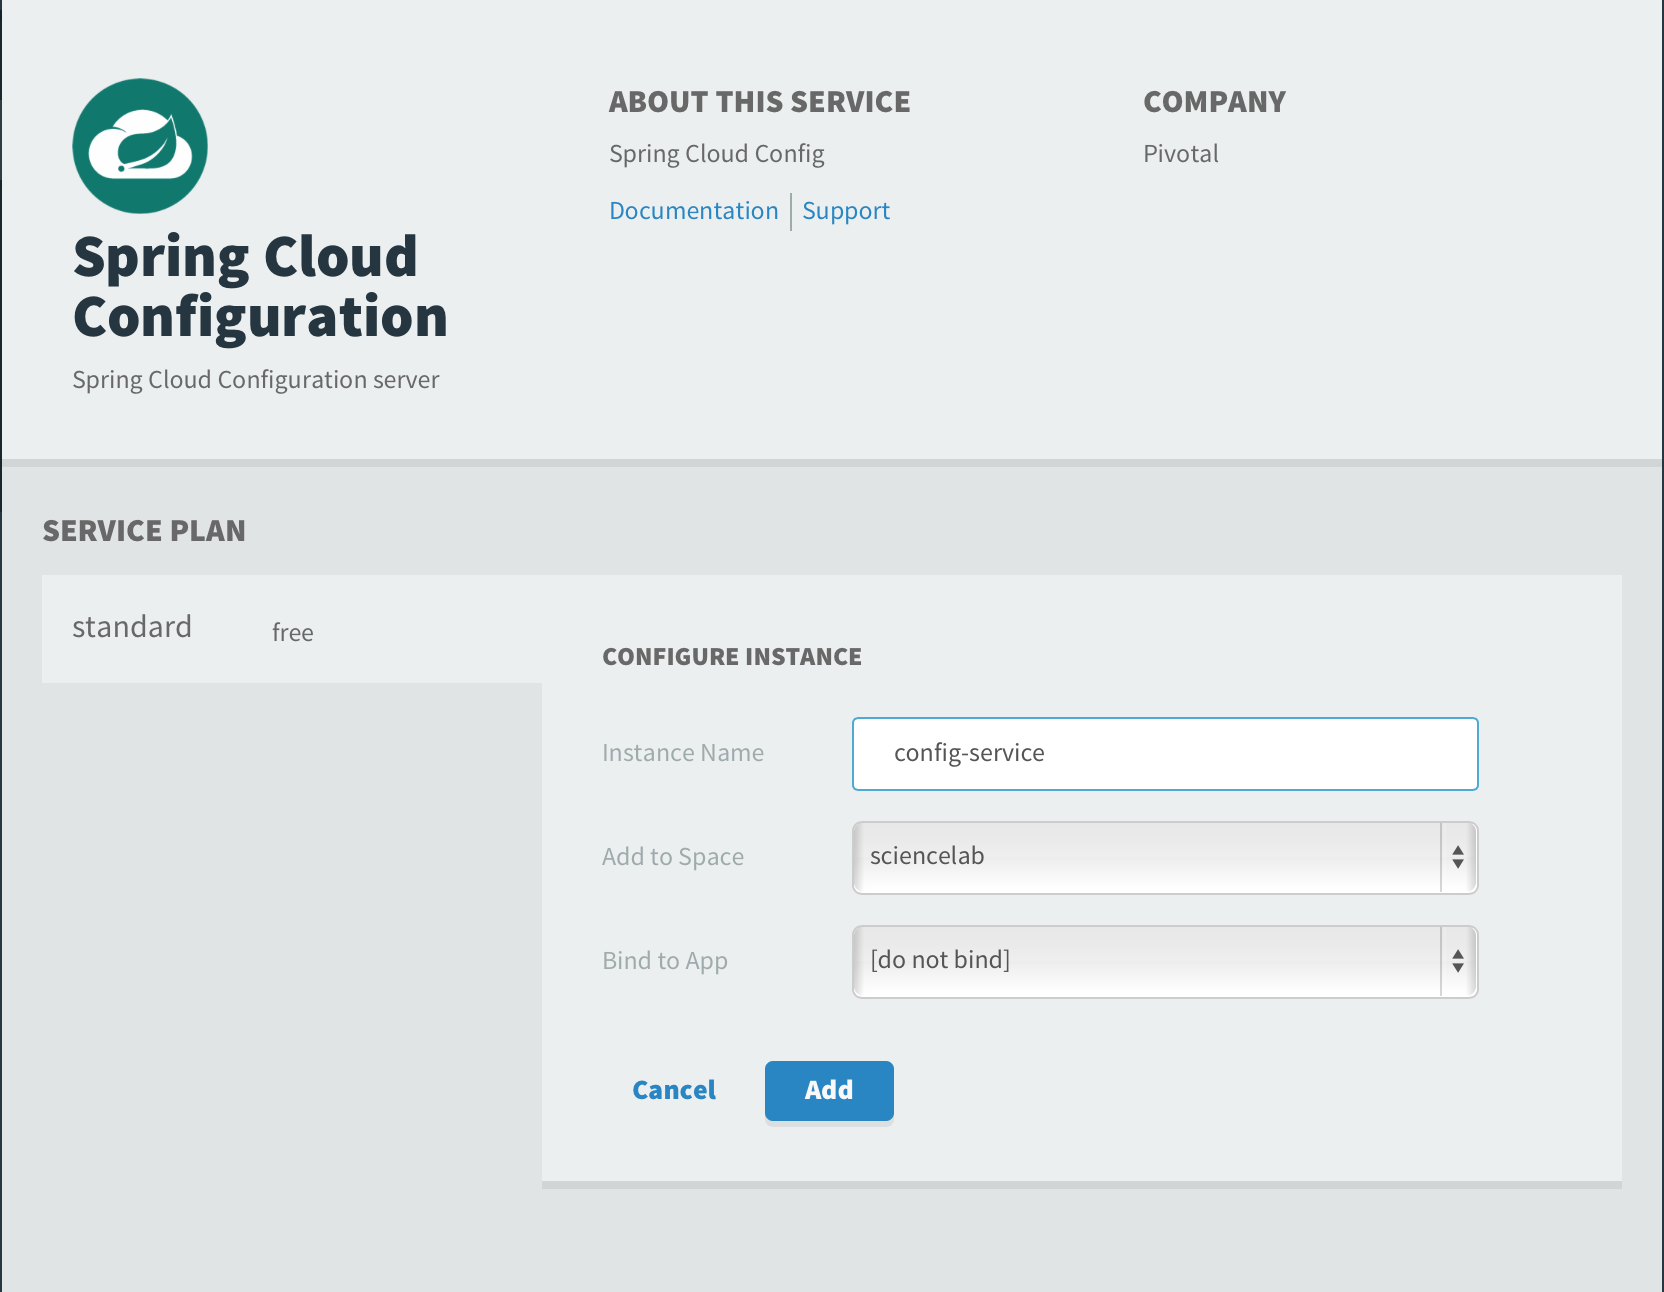 Spring Cloud
Configuration
Spring Cloud Configuration server
ABOUT THIS SERVICE
Spring Cloud Config
Documentation | Support
COMPANY
Pivotal
SERVICE PLAN
standard free
CONFIGURE INSTANCE
Instance Name config-service
Add to Space sciencelab
Bind to App [do not bind]
Cancel Add